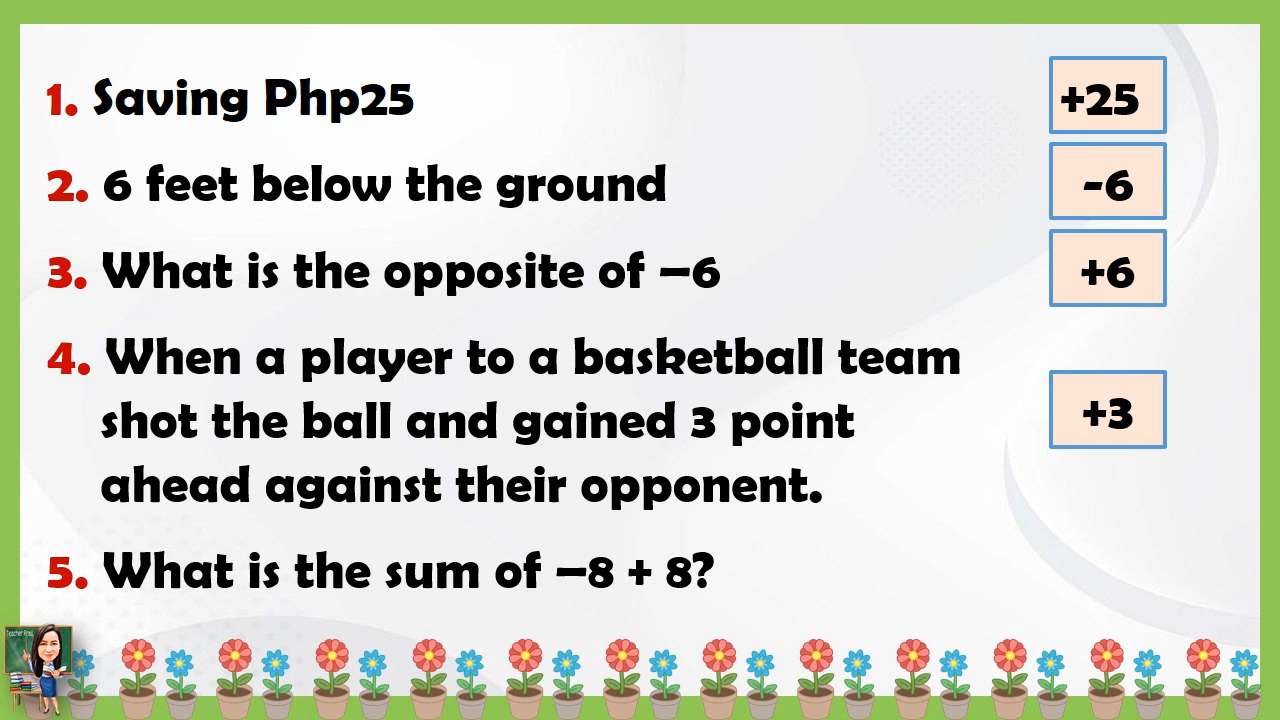 1. Saving Php25
+25
2. 6 feet below the ground
-6
3. What is the opposite of –6
+6
4. When a player to a basketball team
shot the ball and gained 3 point
ahead against their opponent.
+3
5. What is the sum of –8 + 8?